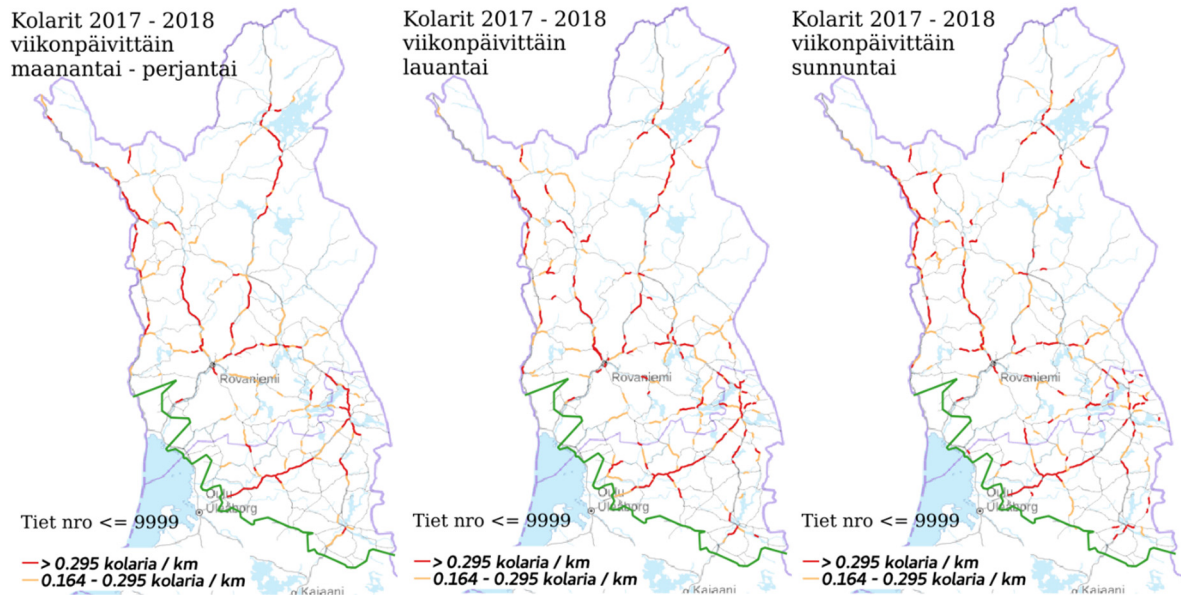 Kolarit 2017 - 2018
viikonpäivittäin
maanantai - perjantai
Rovaniemi
Oulu
Uleåborg
Tiet nro <= 9999
> 0.295 kolaria / km
0.164 - 0.295 kolaria / km
Kajaani
Kolarit 2017 - 2018
viikonpäivittäin
lauantai
Rovaniemi
Oulu
Uleåborg
Tiet nro <= 9999
> 0.295 kolaria / km
0.164 - 0.295 kolaria / km
Kajaani
Kolarit 2017 - 2018
viikonpäivittäin
sunnuntai
Rovaniemi
Oulu
Uleåborg
Tiet nro <= 9999
> 0.295 kolaria / km
0.164 - 0.295 kolaria / km
Kajaani